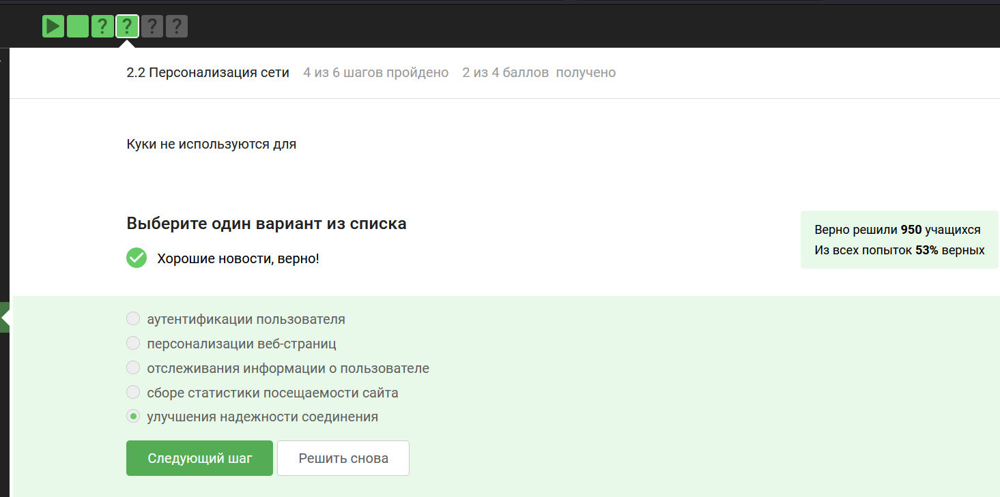 ? ? ? ?
2.2 Персонализация сети 4 из 6 шагов пройдено 2 из 4 баллов получено
Куки не используются для
Выберите один вариант из списка
Хорошие новости, верно!
Верно решили 950 учащихся
Из всех попыток 53% верных
аутентификации пользователя
персонализации веб-страниц
отслеживания информации о пользователе
сборе статистики посещаемости сайта
улучшения надежности соединения
Следующий шаг Решить снова